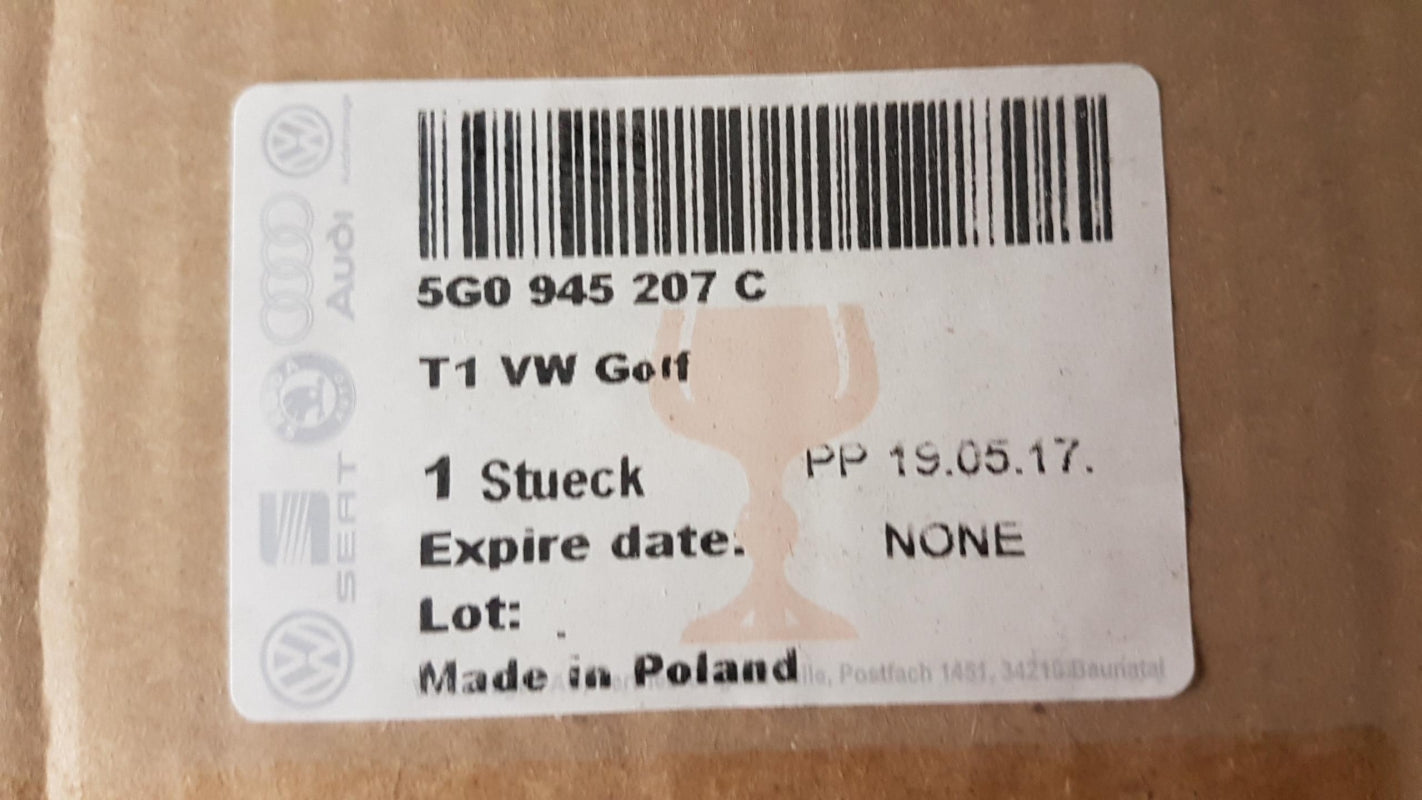 5G0 945 207 C
T1 VW Golf
1 Stueck PP 19.05.17.
Expire date: NONE
Lot: .
Made in Poland
Postfach 1451, 34216 Baunatal
AUDI
SEAT